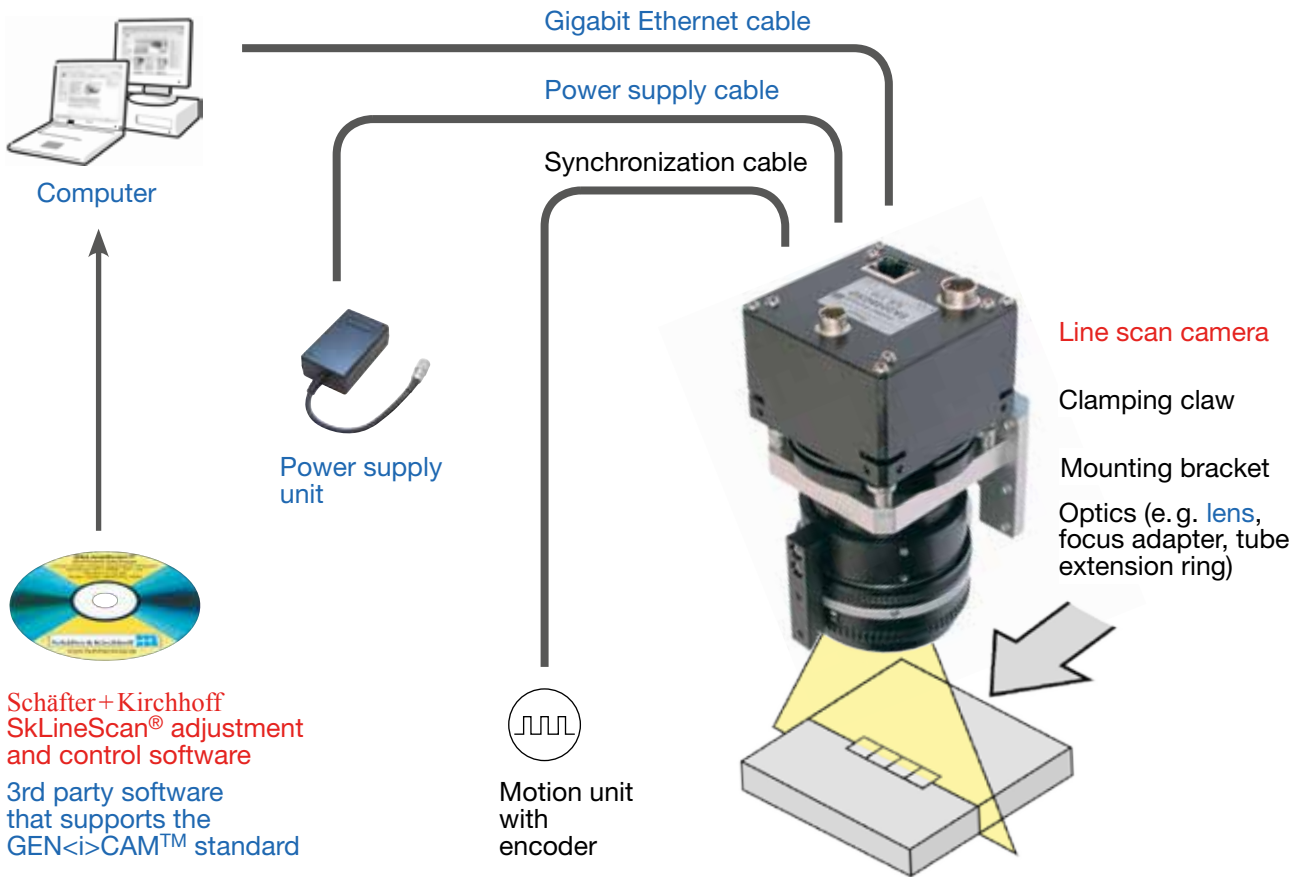 Gigabit Ethernet cable
Power supply cable
Synchronization cable
Computer
Power supply
unit
Line scan camera
Clamping claw
Mounting bracket
Optics (e. g. lens,
focus adapter, tube
extension ring)
Schäfter+Kirchhoff
Schäfter+Kirchhoff
SkLineScan® adjustment
and control software
3rd party software
that supports the
GEN<i>CAM™ standard
Motion unit
with
encoder